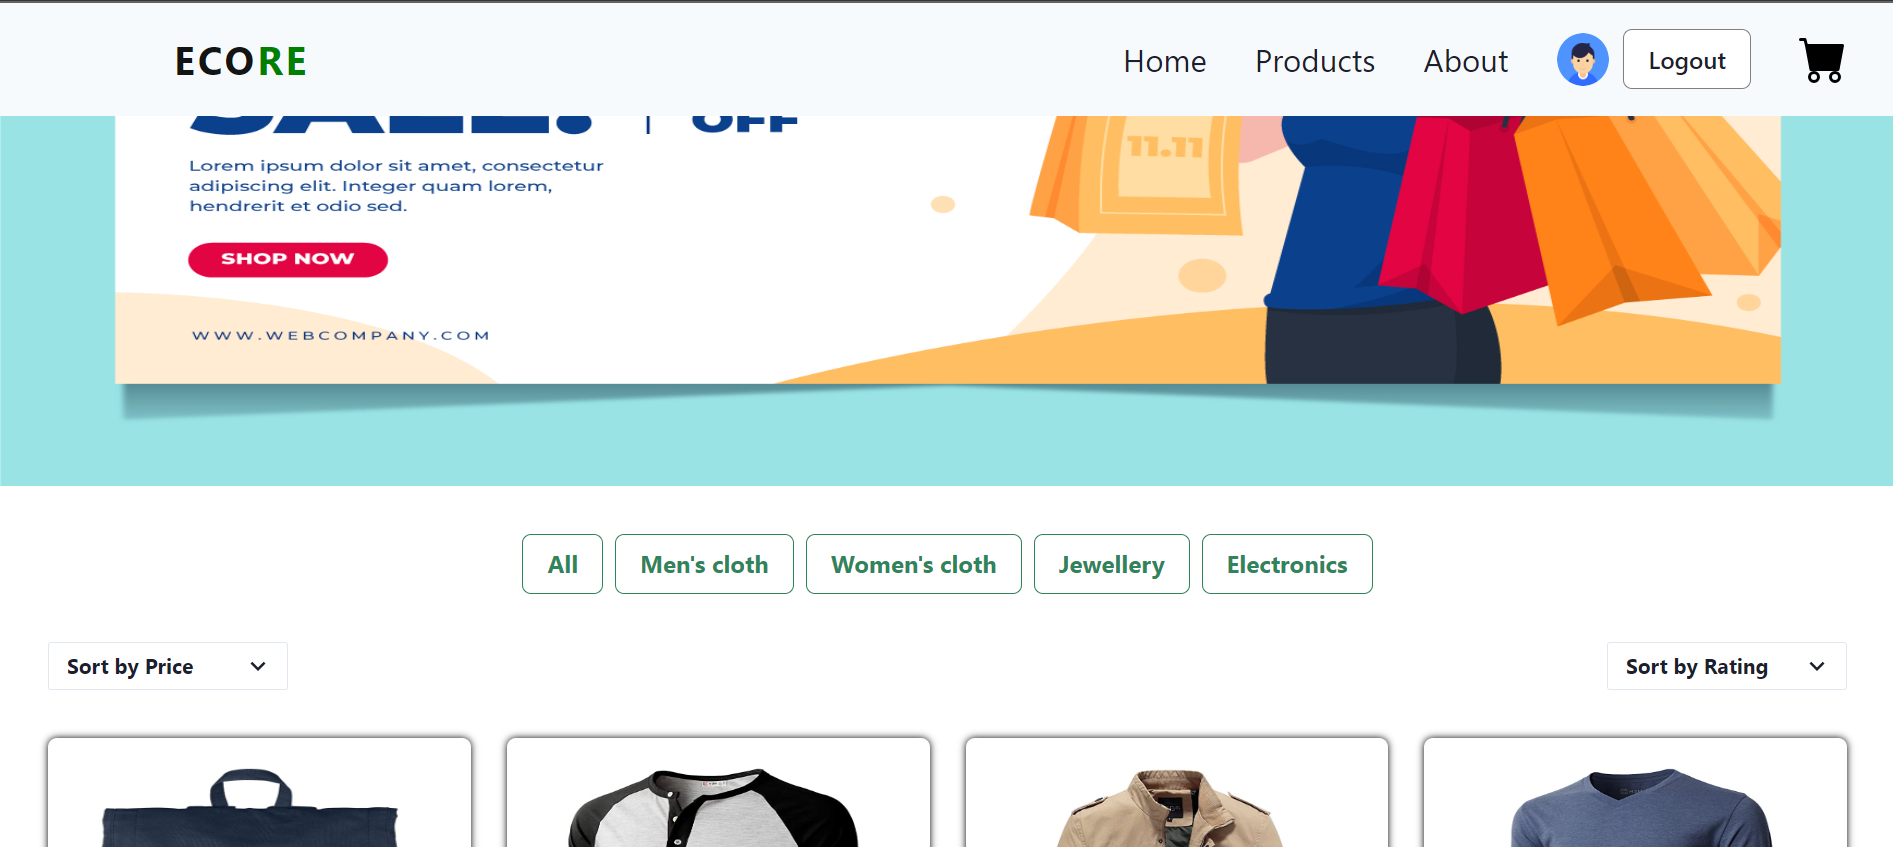 ECORE
Home
Products
About
Logout
SALE!
|
OFF
11.11
Lorem ipsum dolor sit amet, consectetur
adipiscing elit. Integer quam lorem,
hendrerit et odio sed.
SHOP NOW
WWW.WEBCOMPANY.COM
All
Men's cloth
Women's cloth
Jewellery
Electronics
Sort by Price
Sort by Rating